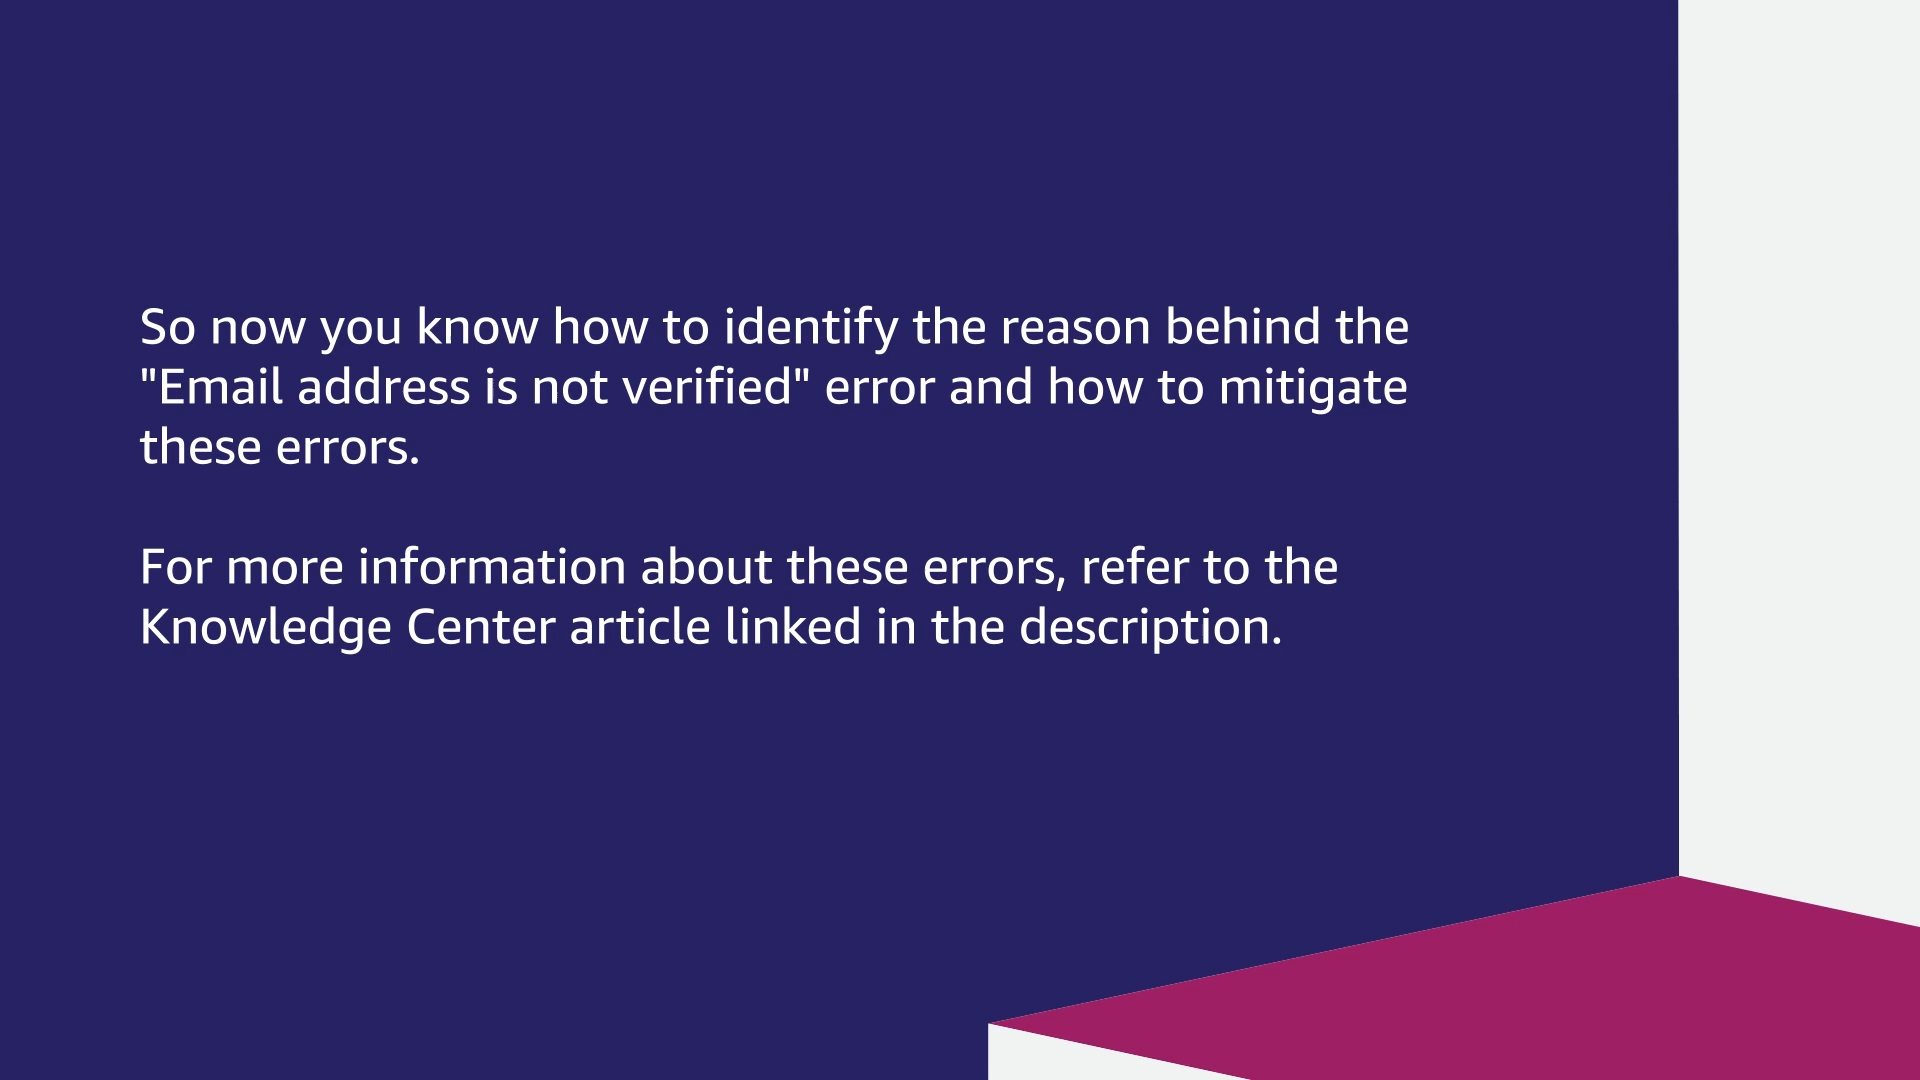 So now you know how to identify the reason behind the
"Email address is not verified" error and how to mitigate
these errors.
For more information about these errors, refer to the
Knowledge Center article linked in the description.